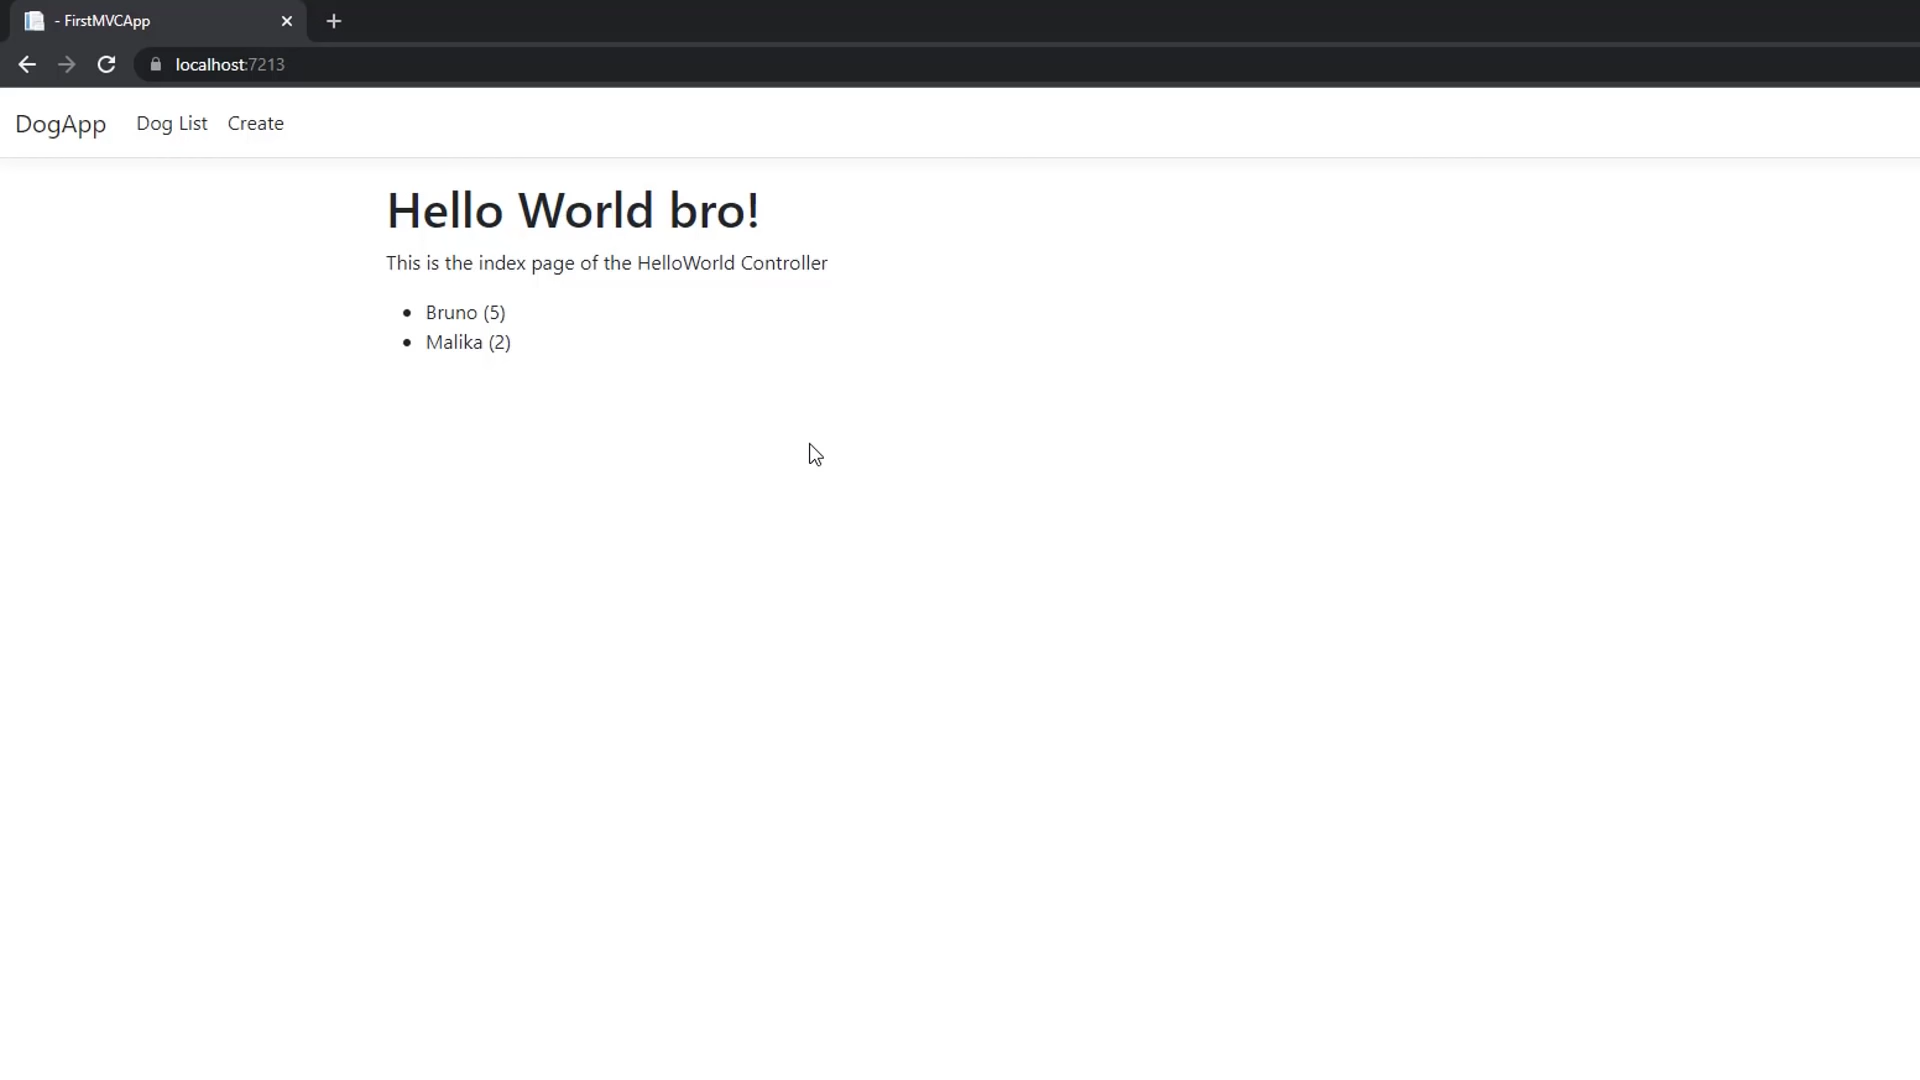 - FirstMVCApp
localhost:7213
DogApp Dog List Create
Hello World bro!
This is the index page of the HelloWorld Controller
• Bruno (5)
• Malika (2)